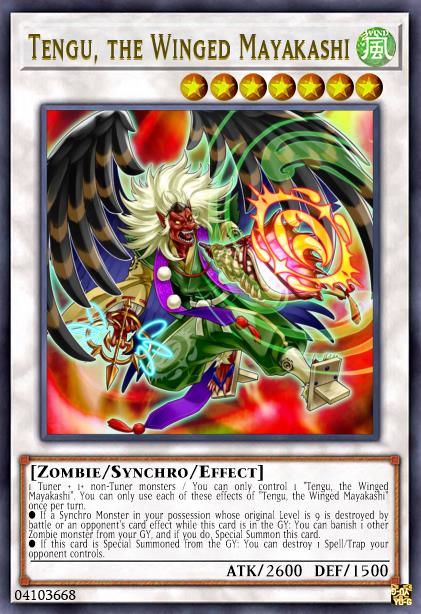 TENGU, THE WINGED MAYAKASHI
WIND
風
[ZOMBIE/SYNCHRO/EFFECT]
1 Tuner + 1+ non-Tuner monsters / You can only control 1 "Tengu, the Winged
Mayakashi". You can only use each of these effects of "Tengu, the Winged Mayakashi"
once per turn.
● If a Synchro Monster in your possession whose original Level is 9 is destroyed by
battle or an opponent's card effect while this card is in the GY: You can banish 1 other
Zombie monster from your GY, and if you do, Special Summon this card.
● If this card is Special Summoned from the GY: You can destroy 1 Spell/Trap your
opponent controls.
ATK/2600 DEF/1500
04103668